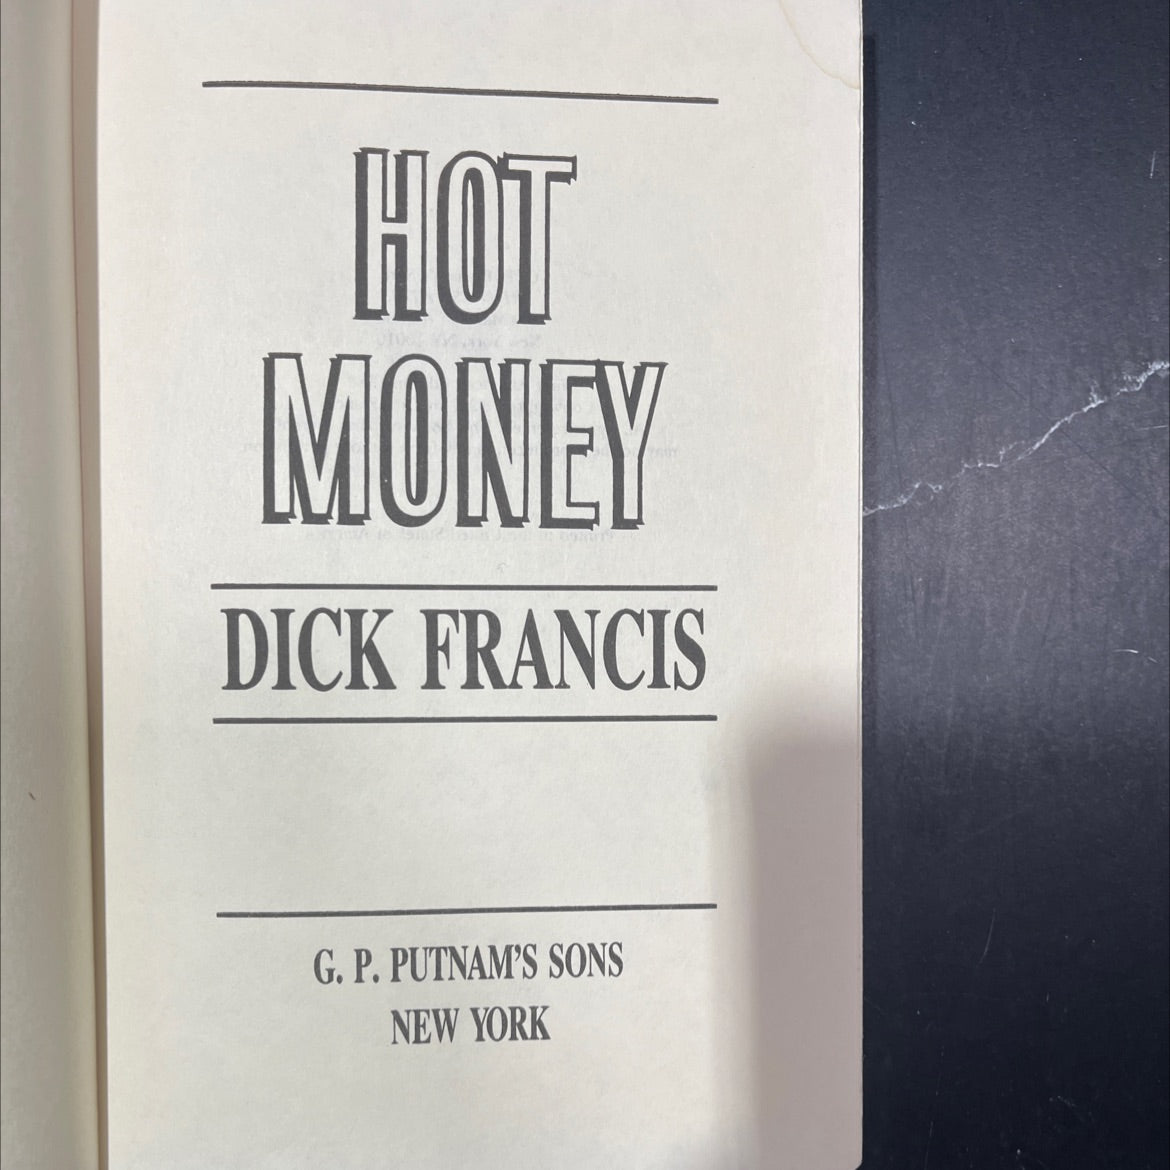 HOT
MONEY
DICK FRANCIS
G. P. PUTNAM'S SONS
NEW YORK